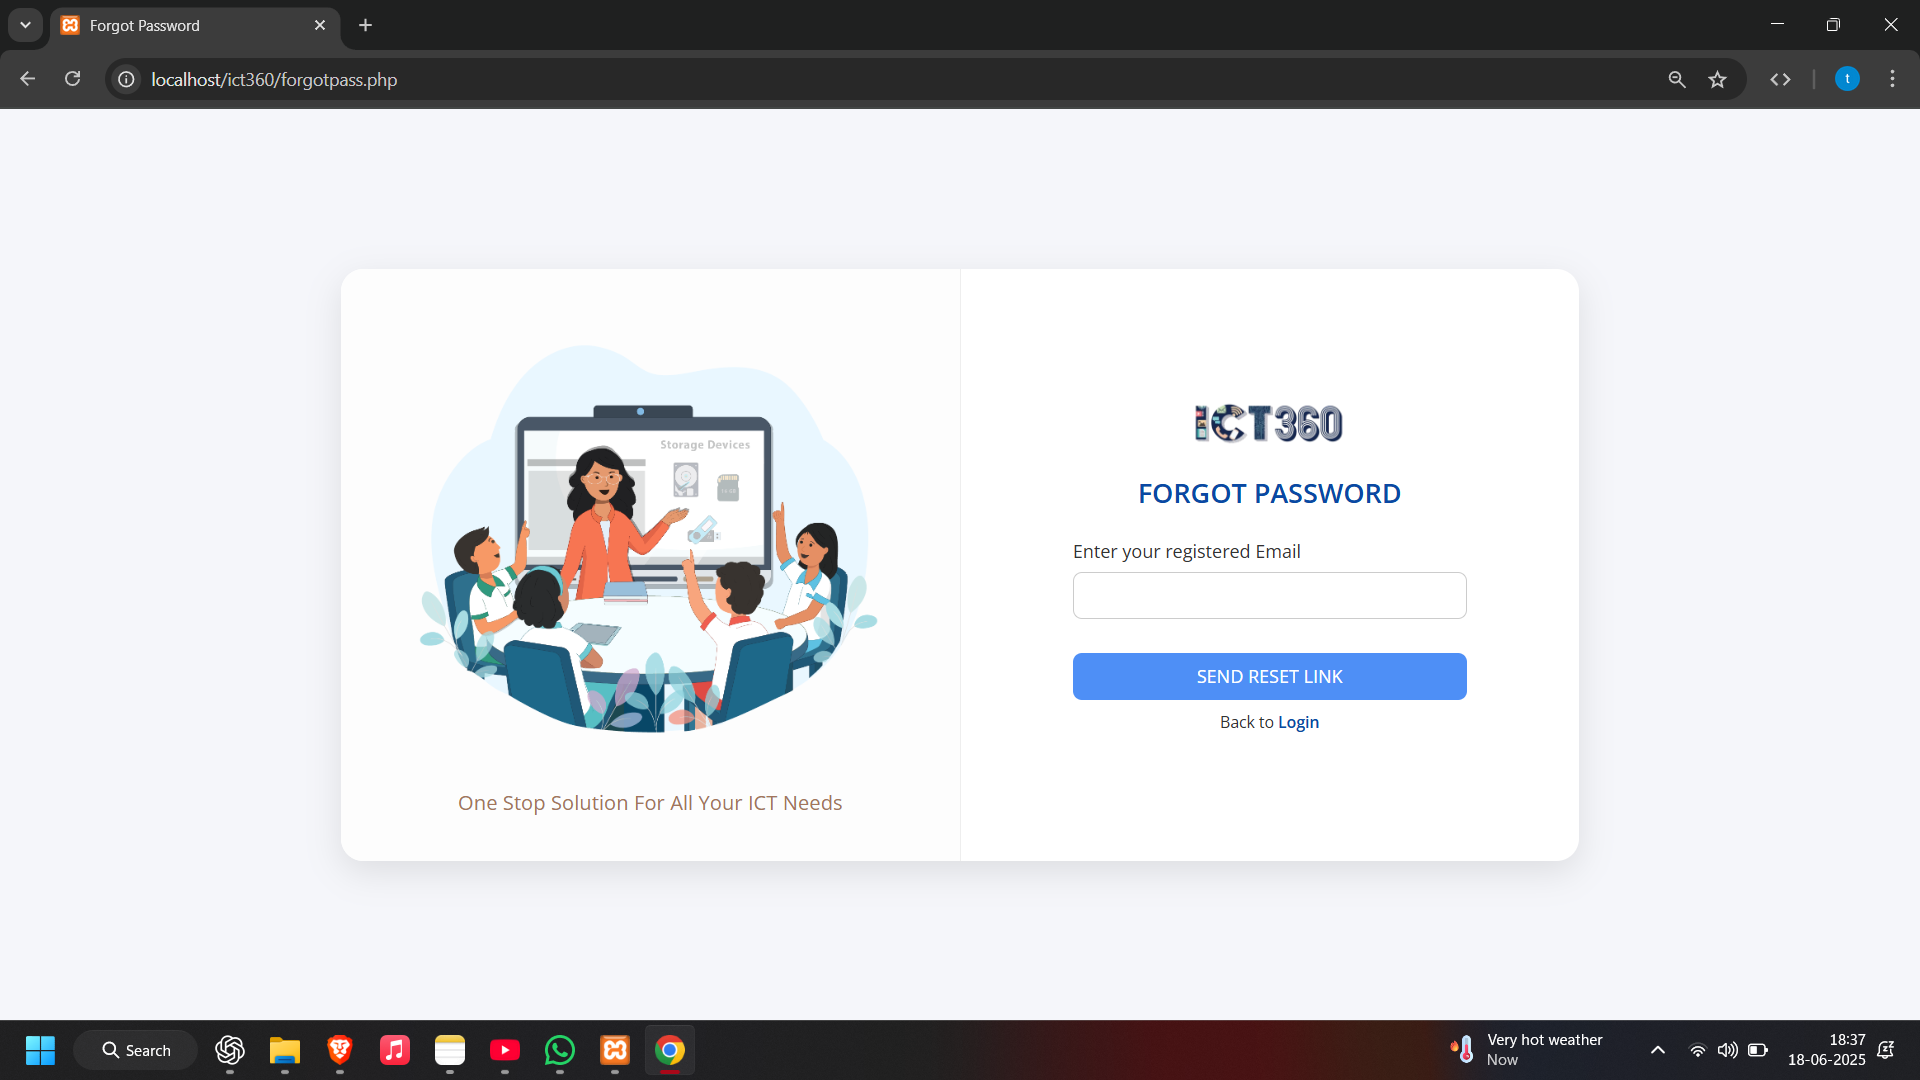 Forgot Password
localhost/ict360/forgotpass.php
t
Storage Devices
ICT360
FORGOT PASSWORD
Enter your registered Email
SEND RESET LINK
Back to Login
One Stop Solution For All Your ICT Needs
Search
Very hot weather
Now
18:37
18-06-2025